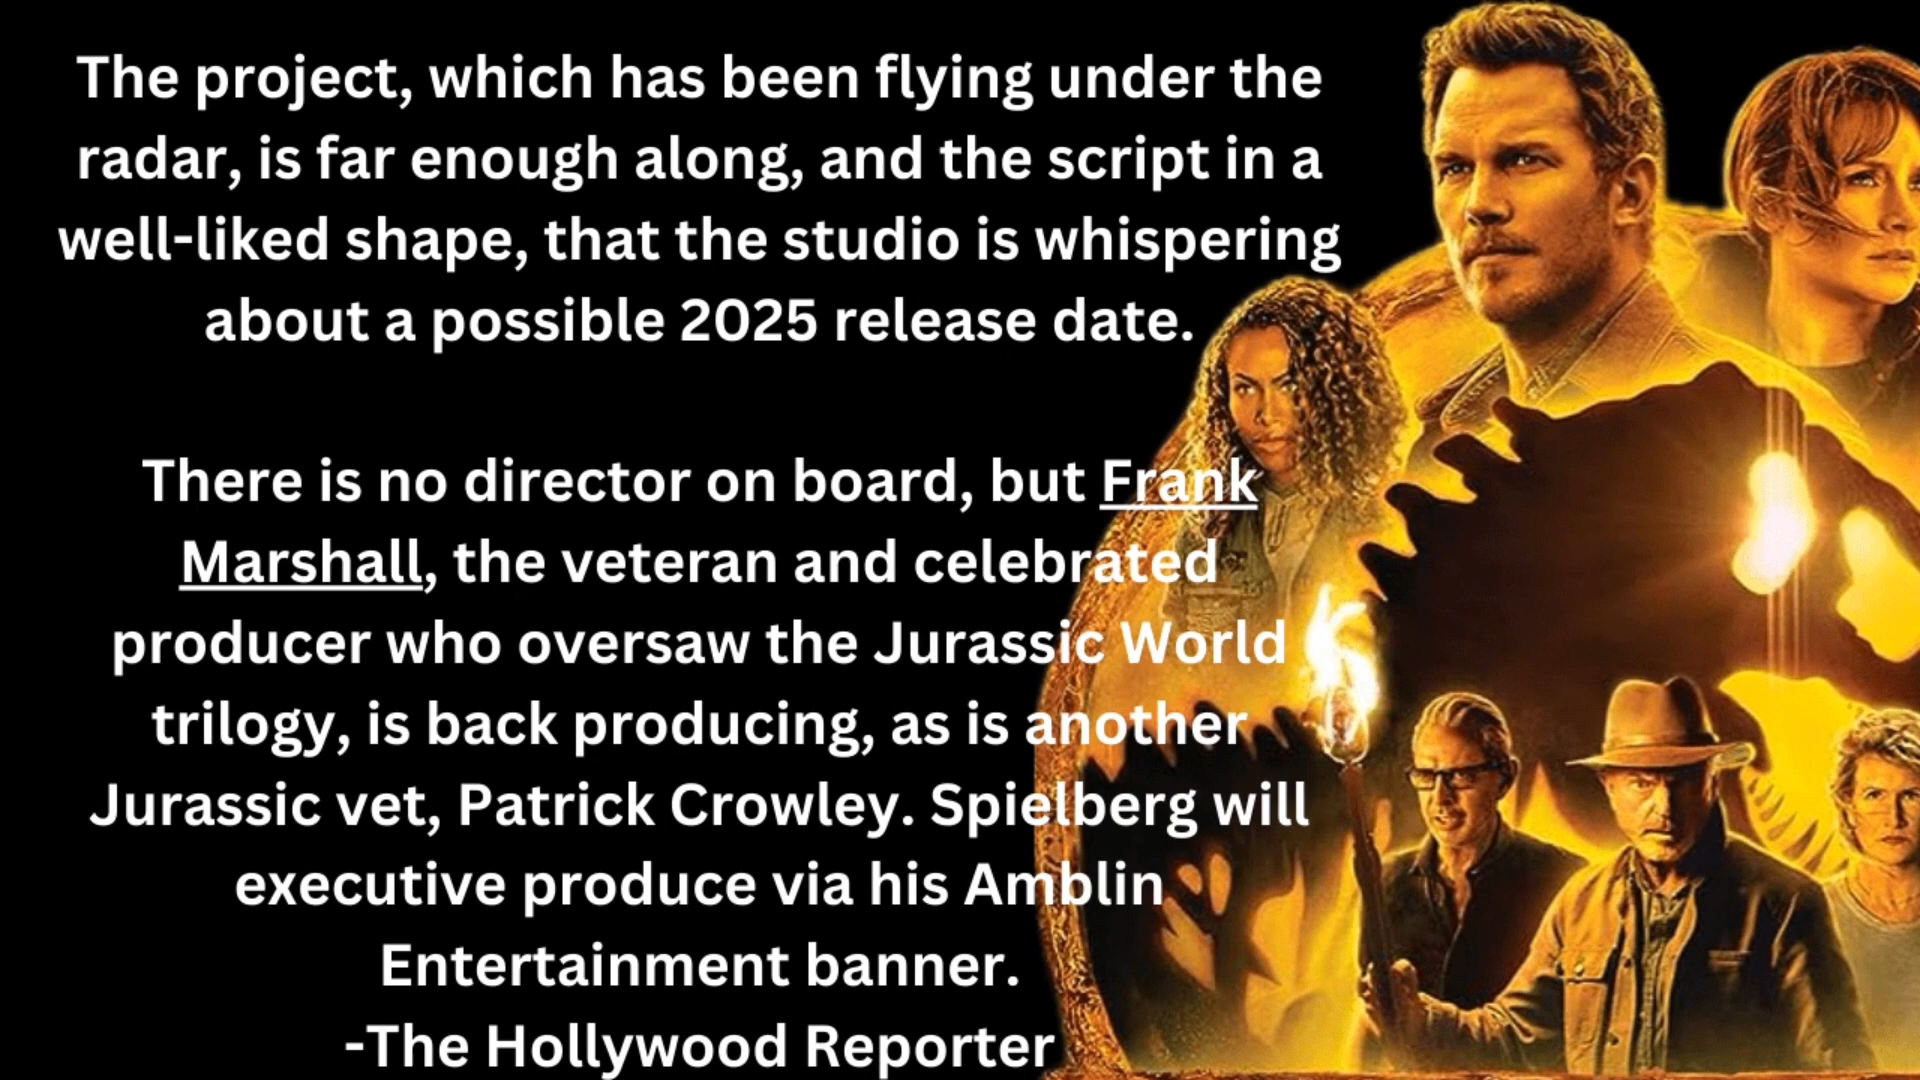 The project, which has been flying under the
radar, is far enough along, and the script in a
well-liked shape, that the studio is whispering
about a possible 2025 release date.
There is no director on board, but Frank
Marshall, the veteran and celebrated
producer who oversaw the Jurassic World
trilogy, is back producing, as is another
Jurassic vet, Patrick Crowley. Spielberg will
executive produce via his Amblin
Entertainment banner.
-The Hollywood Reporter